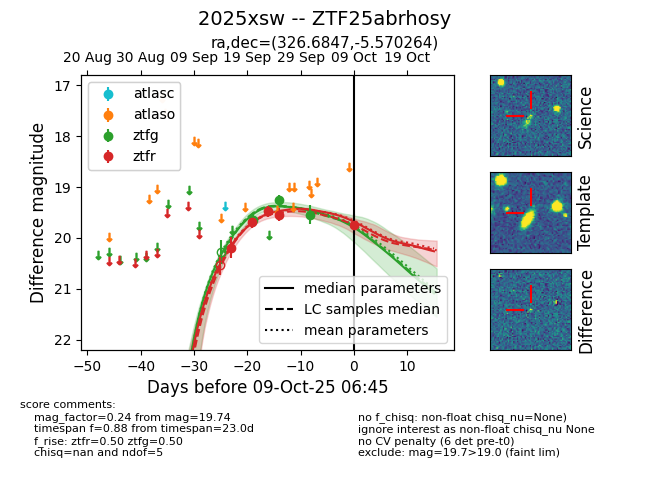 2025xsw -- ZTF25abrhosy
ra,dec=(326.6847,-5.570264)
20 Aug 30 Aug 09 Sep 19 Sep 29 Sep 09 Oct 19 Oct
17
18
19
20
21
22
Difference magnitude
atlasc
atlaso
ztfg
ztfr
median parameters
LC samples median
mean parameters
−50 −40 −30 −20 −10 0 10
Days before 09-Oct-25 06:45
Science
Template
Difference
score comments:
mag_factor=0.24 from mag=19.74
timespan f=0.88 from timespan=23.0d
f_rise: ztfr=0.50 ztfg=0.50
chisq=nan and ndof=5
no f_chisq: non-float chisq_nu=None)
ignore interest as non-float chisq_nu None
no CV penalty (6 det pre-t0)
exclude: mag=19.7>19.0 (faint lim)